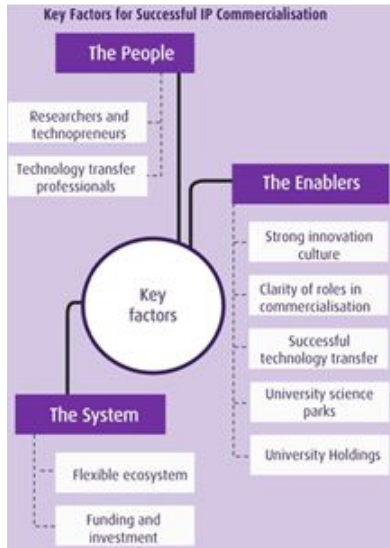 Key Factors for Successful IP Commercialisation
The People
Researchers and
technopreneurs
Technology transfer
professionals
The Enablers
Strong innovation
culture
Clarity of roles in
commercialisation
Successful
technology transfer
University science
parks
University Holdings
Key
factors
The System
Flexible ecosystem
Funding and
investment